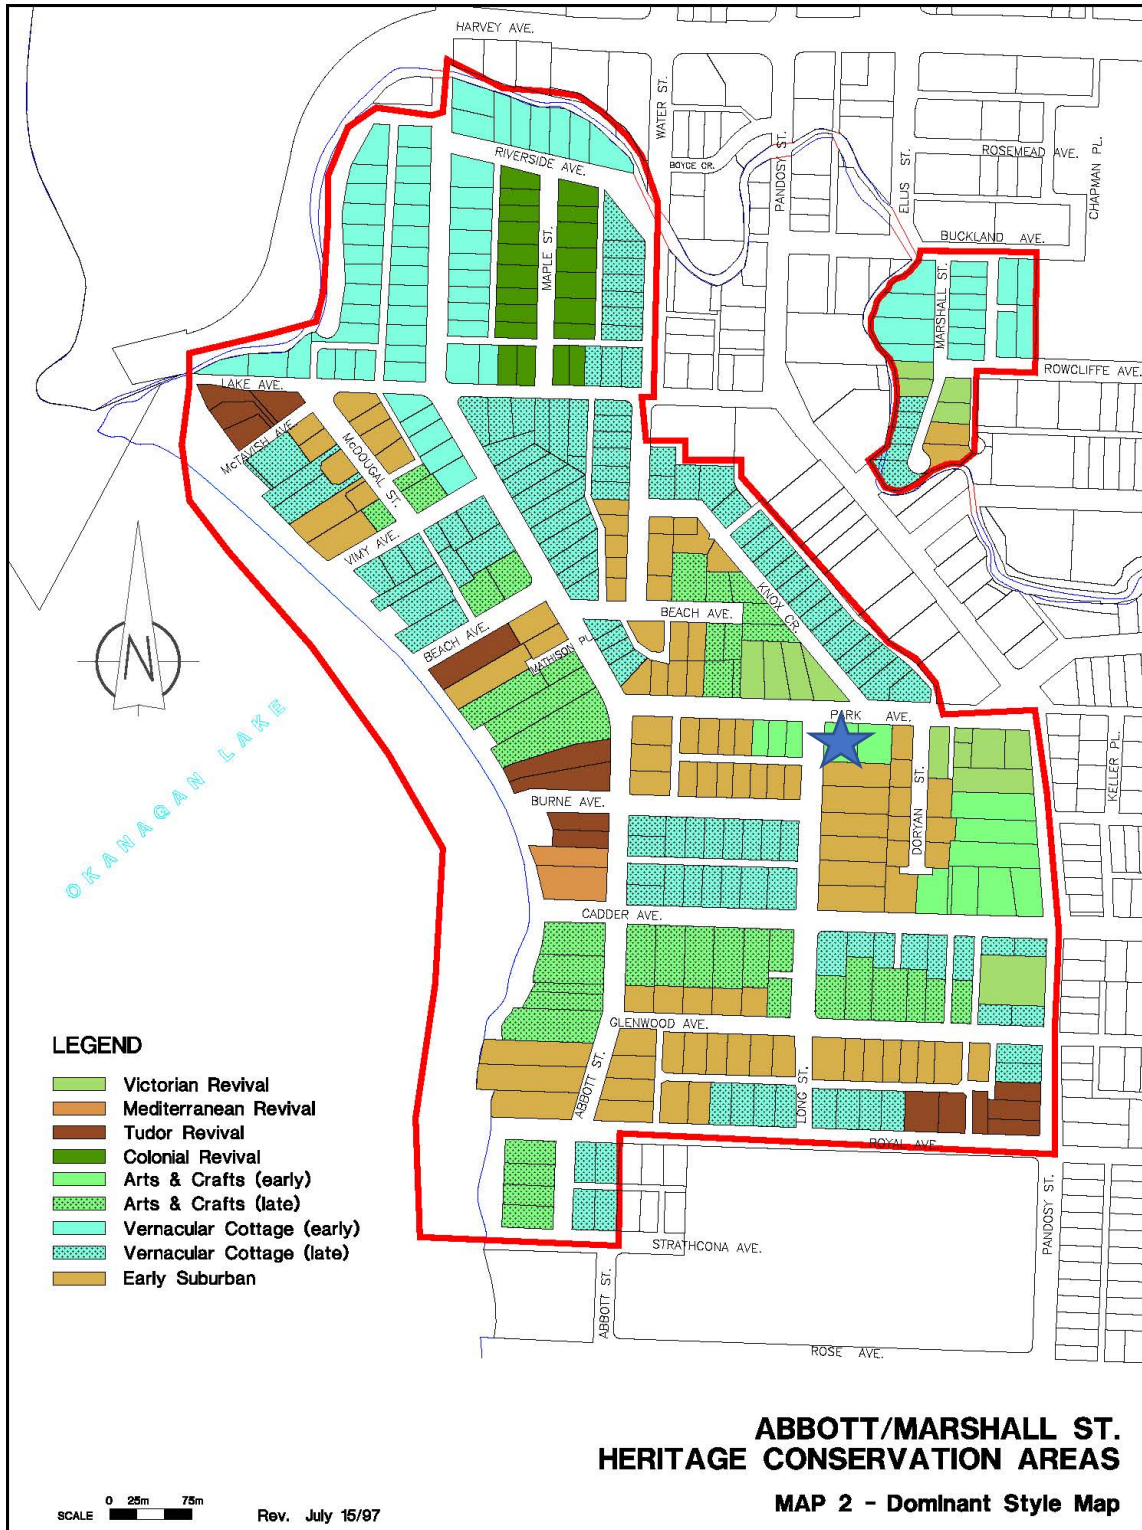 HARVEY AVE.
WATER ST.
PANDOSY ST.
ELLIS ST.
ROSEMEAD AVE.
CHAPMAN PL.
BOYCE CR.
RIVERSIDE AVE.
BUCKLAND AVE.
MAPLE ST.
MARSHALL ST.
ROWCLIFFE AVE.
LAKE AVE.
McTAVISH AVE.
McDOUGAL ST.
VIMY AVE.
KNOX CR.
BEACH AVE.
BEACH AVE.
MATHISON PL.
N
PARK AVE.
OKANAGAN LAKE
KELLER PL.
DORYAN ST.
BURNE AVE.
CADDER AVE.
GLENWOOD AVE.
ABBOTT ST.
LONG ST.
ROYAL AVE.
PANDOSY ST.
STRATHCONA AVE.
ABBOTT ST.
ROSE AVE.
LEGEND
Victorian Revival
Mediterranean Revival
Tudor Revival
Colonial Revival
Arts & Crafts (early)
Arts & Crafts (late)
Vernacular Cottage (early)
Vernacular Cottage (late)
Early Suburban
ABBOTT/MARSHALL ST.
HERITAGE CONSERVATION AREAS
MAP 2 - Dominant Style Map
SCALE 0 25m 75m
Rev. July 15/97